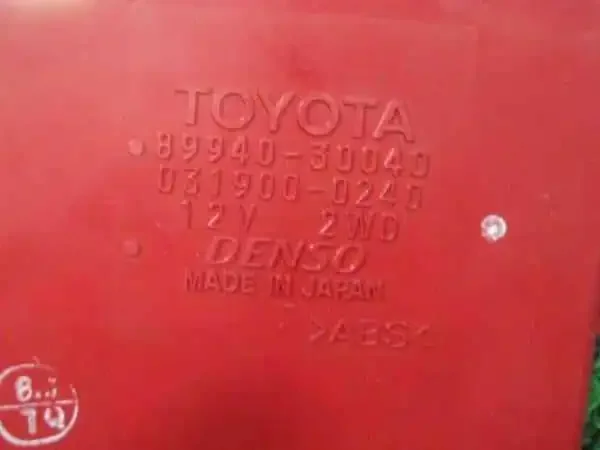 TOYOTA
89940-30040
031900-0240
12V 2WD
DENSO
MADE IN JAPAN
>ABS<